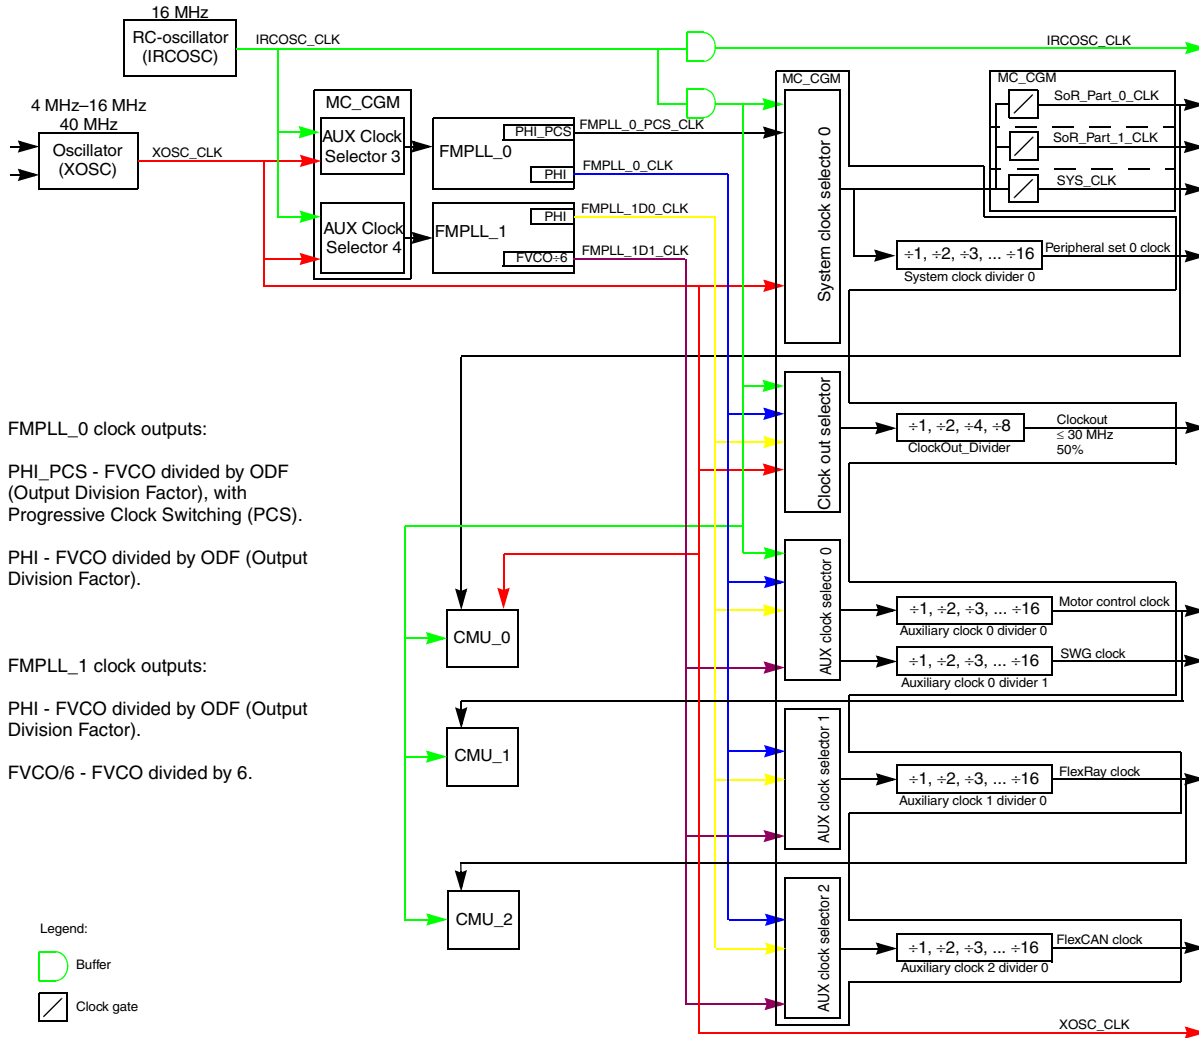 16 MHz
RC-oscillator
(IRCOSC)
IRCOSC_CLK
IRCOSC_CLK
4 MHz–16 MHz
40 MHz
Oscillator
(XOSC)
XOSC_CLK
MC_CGM
AUX Clock
Selector 3
AUX Clock
Selector 4
FMPLL_0
PHI_PCS
PHI
FMPLL_1
PHI
FVCO÷6
FMPLL_0_PCS_CLK
FMPLL_0_CLK
FMPLL_1D0_CLK
FMPLL_1D1_CLK
MC_CGM
System clock selector 0
MC_CGM
SoR_Part_0_CLK
SoR_Part_1_CLK
SYS_CLK
÷1, ÷2, ÷3, ... ÷16
System clock divider 0
Peripheral set 0 clock
Clock out selector
÷1, ÷2, ÷4, ÷8
ClockOut_Divider
Clockout
≤ 30 MHz
50%
FMPLL_0 clock outputs:
PHI_PCS - FVCO divided by ODF
(Output Division Factor), with
Progressive Clock Switching (PCS).
PHI - FVCO divided by ODF (Output
Division Factor).
FMPLL_1 clock outputs:
PHI - FVCO divided by ODF (Output
Division Factor).
FVCO/6 - FVCO divided by 6.
CMU_0
CMU_1
CMU_2
AUX clock selector 0
÷1, ÷2, ÷3, ... ÷16
Auxiliary clock 0 divider 0
Motor control clock
÷1, ÷2, ÷3, ... ÷16
Auxiliary clock 0 divider 1
SWG clock
AUX clock selector 1
÷1, ÷2, ÷3, ... ÷16
Auxiliary clock 1 divider 0
FlexRay clock
AUX clock selector 2
÷1, ÷2, ÷3, ... ÷16
Auxiliary clock 2 divider 0
FlexCAN clock
XOSC_CLK
Legend:
Buffer
Clock gate